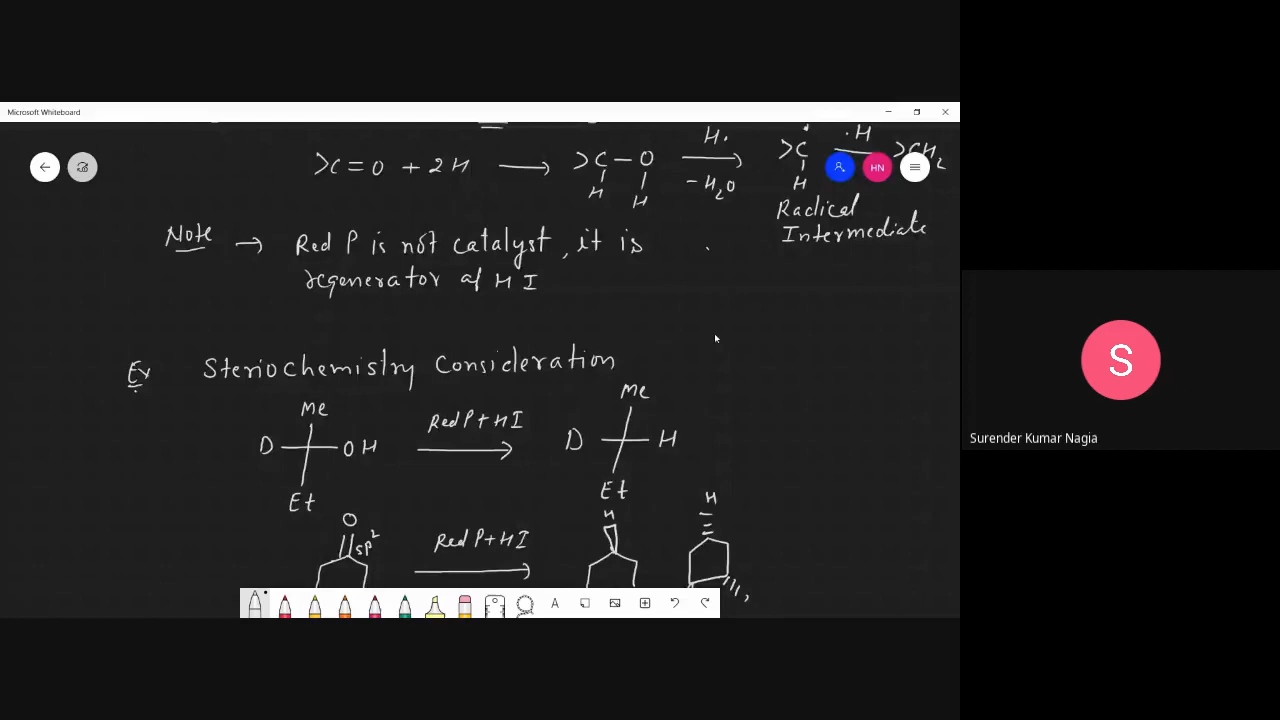 Microsoft Whiteboard
H·
·H
>C=O + 2H ⟶ >C–O
H H
-H₂O
>C
H
>CH₂
HN
Radical
Intermediate
Note → Red P is not catalyst, it is
regenerator of HI
Ex Steriochemistry Consideration
Me
D OH
Et
Red P + HI
Me
D H
Et
O
sp²
Red P + HI
H
H
A
S
Surender Kumar Nagia